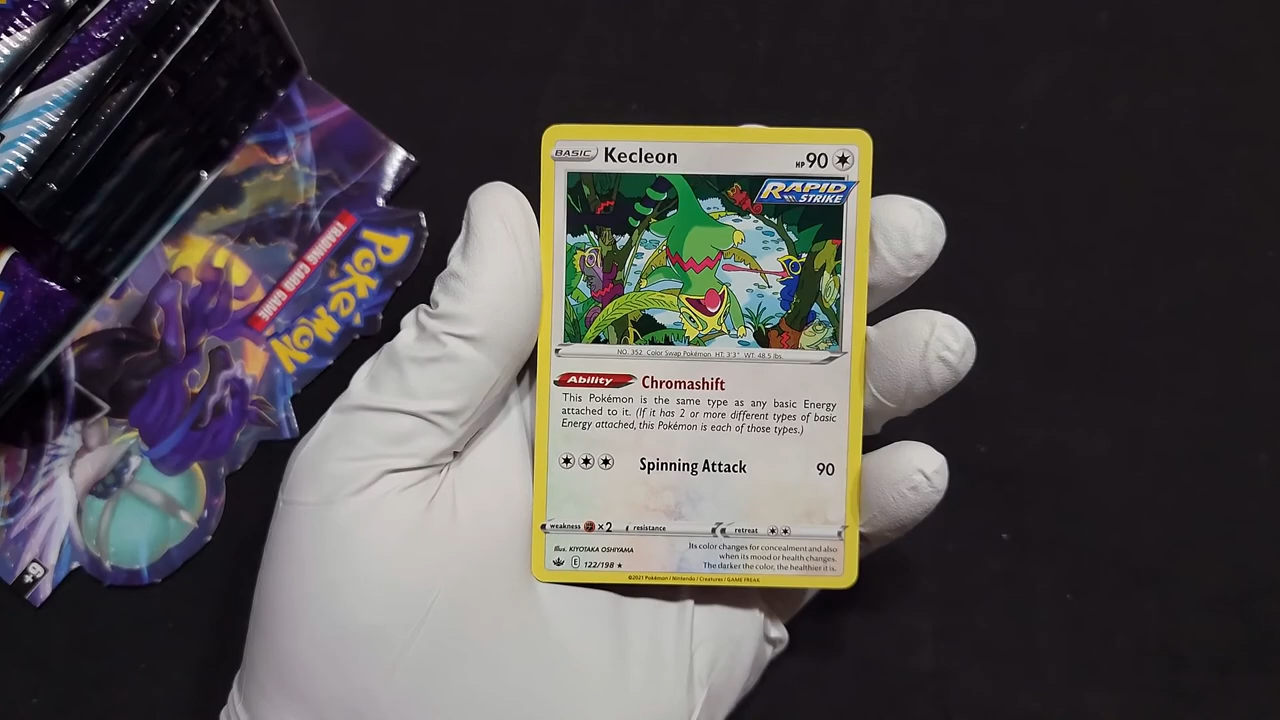 BASIC Kecleon HP 90
RAPID STRIKE
NO. 352 Color Swap Pokémon HT: 3'3" WT: 48.5 lbs.
Ability Chromashift
This Pokémon is the same type as any basic Energy
attached to it. (If it has 2 or more different types of basic
Energy attached, this Pokémon is each of those types.)
Spinning Attack 90
weakness ×2 resistance retreat
Illus. KIYOTAKA OSHIYAMA
E 122/198 ★
Its color changes for concealment and also
when its mood or health changes.
The darker the color, the healthier it is.
©2021 Pokémon / Nintendo / Creatures / GAME FREAK
POKÉMON
TRADING CARD GAME
6+